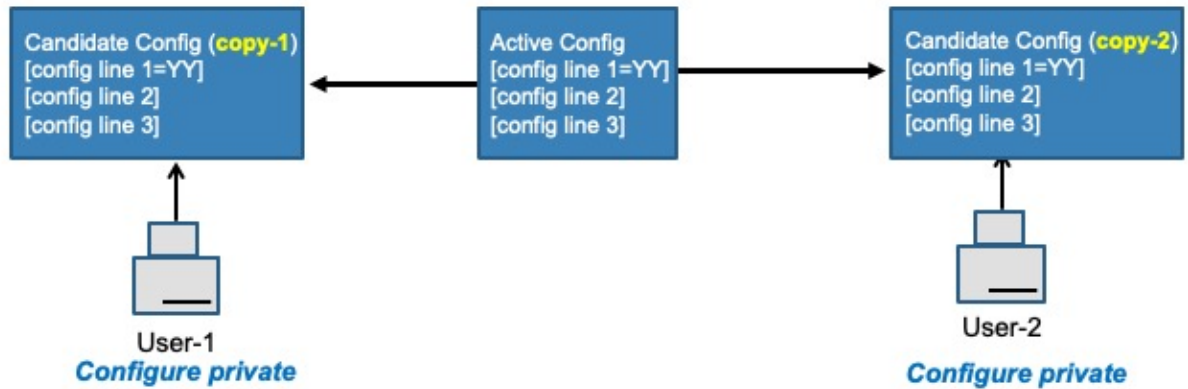 Candidate Config (copy-1)
[config line 1=YY]
[config line 2]
[config line 3]
Active Config
[config line 1=YY]
[config line 2]
[config line 3]
Candidate Config (copy-2)
[config line 1=YY]
[config line 2]
[config line 3]
User-1
Configure private
User-2
Configure private